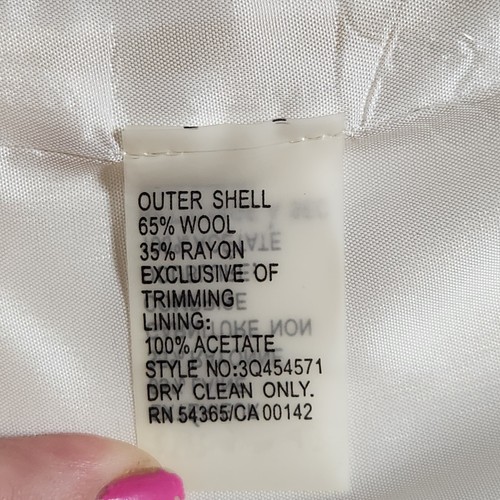 OUTER SHELL
65% WOOL
35% RAYON
EXCLUSIVE OF
TRIMMING
LINING:
100% ACETATE
STYLE NO:3Q454571
DRY CLEAN ONLY.
RN 54365/CA 00142